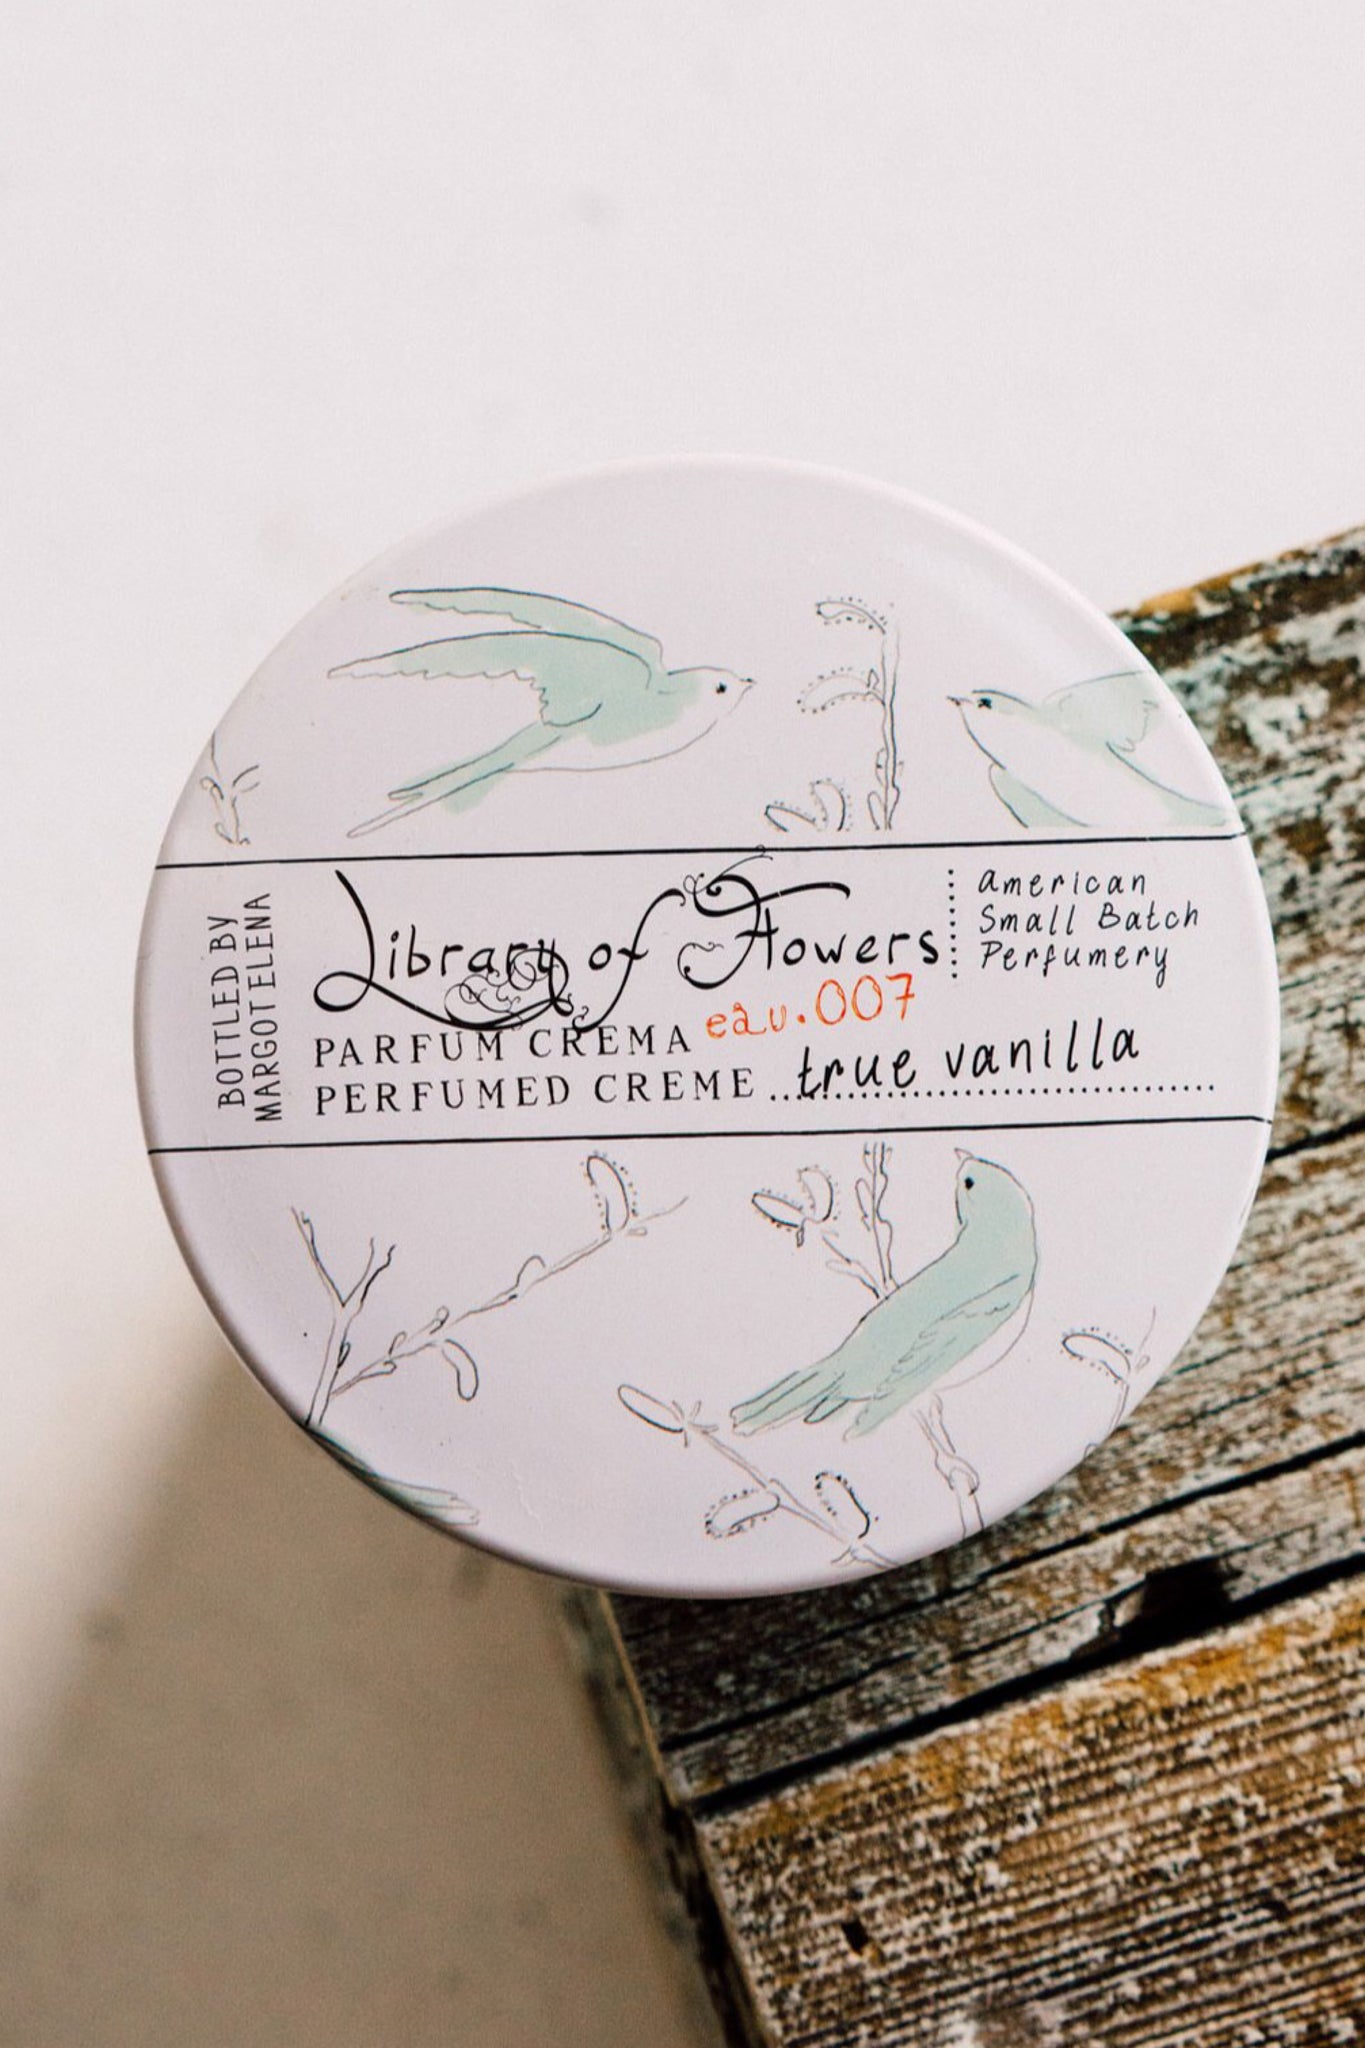 BOTTLED BY
MARGOT ELENA
Library of Flowers
american
Small Batch
Perfumery
eau.007
PARFUM CREMA
PERFUMED CREME ... true vanilla